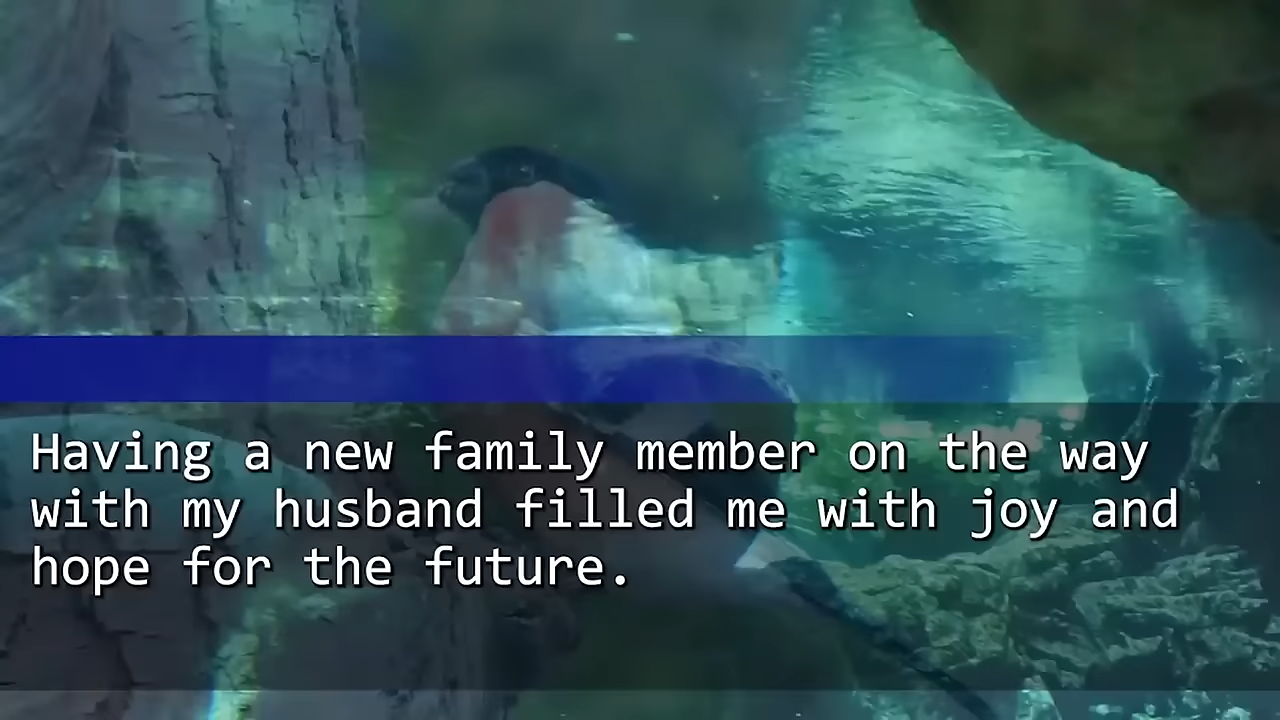 Having a new family member on the way
with my husband filled me with joy and
hope for the future.